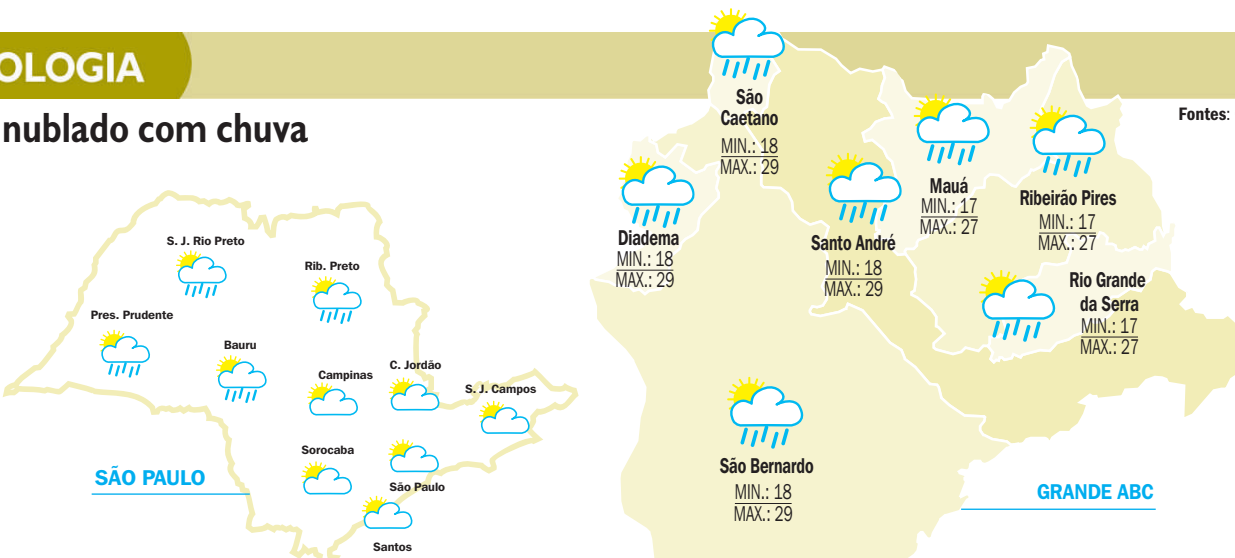 OLOGIA
nublado com chuva
Fontes:
S. J. Rio Preto
Rib. Preto
Pres. Prudente
Bauru
Campinas
C. Jordão
S. J. Campos
Sorocaba
São Paulo
Santos
SÃO PAULO
São
Caetano
MIN.: 18
MAX.: 29
Diadema
MIN.: 18
MAX.: 29
Santo André
MIN.: 18
MAX.: 29
Mauá
MIN.: 17
MAX.: 27
Ribeirão Pires
MIN.: 17
MAX.: 27
Rio Grande
da Serra
MIN.: 17
MAX.: 27
São Bernardo
MIN.: 18
MAX.: 29
GRANDE ABC